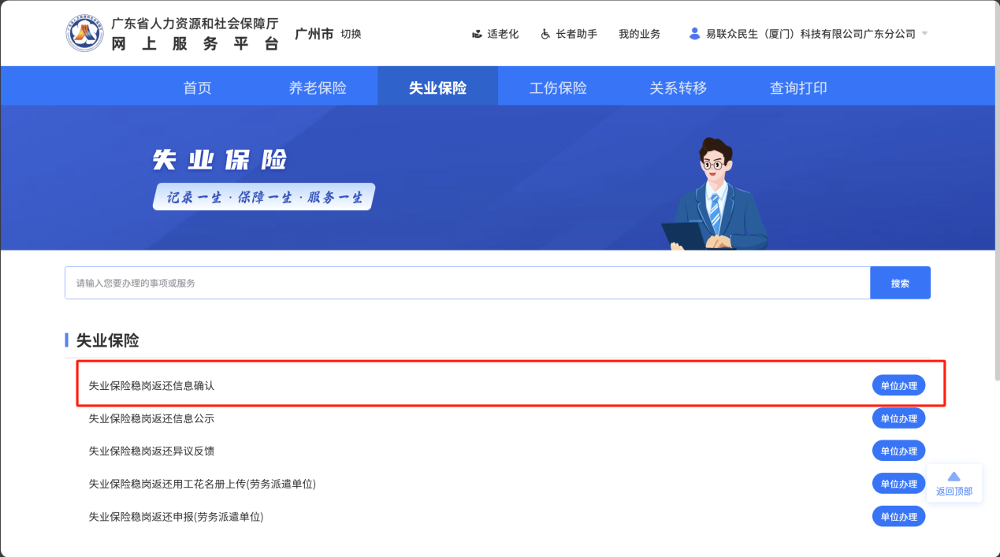 广东省人力资源和社会保障厅
网上服务平台
广州市 切换
适老化 长者助手 我的业务 易联众民生（厦门）科技有限公司广东分公司
首页 养老保险 失业保险 工伤保险 关系转移 查询打印
失业保险
记录一生·保障一生·服务一生
请输入您要办理的事项或服务 搜索
失业保险
失业保险稳岗返还信息确认 单位办理
失业保险稳岗返还信息公示 单位办理
失业保险稳岗返还异议反馈 单位办理
失业保险稳岗返还用工花名册上传(劳务派遣单位) 单位办理
返回顶部
失业保险稳岗返还申报(劳务派遣单位) 单位办理